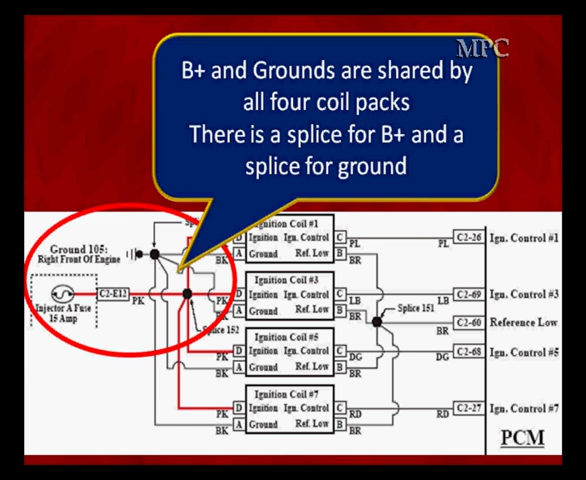 MPC
B+ and Grounds are shared by
all four coil packs
There is a splice for B+ and a
splice for ground
Ignition Coil #1
Ground 105:
Right Front Of Engine
D Ignition Ign. Control C
PL
PL C2-26 Ign. Control #1
BK A Ground Ref. Low B BR
Injector A Fuse
15 Amp
C2-E12 PK
Ignition Coil #3
PK D Ignition Ign. Control C LB
LB C2-69 Ign. Control #3
A Ground Ref. Low B BR
Splice 151
BR C2-60 Reference Low
Splice 152
Ignition Coil #5
PK D Ignition Ign. Control C DG
DG C2-68 Ign. Control #5
BK A Ground Ref. Low B BR
Ignition Coil #7
PK D Ignition Ign. Control C RD
RD C2-27 Ign. Control #7
BK A Ground Ref. Low B BR
PCM